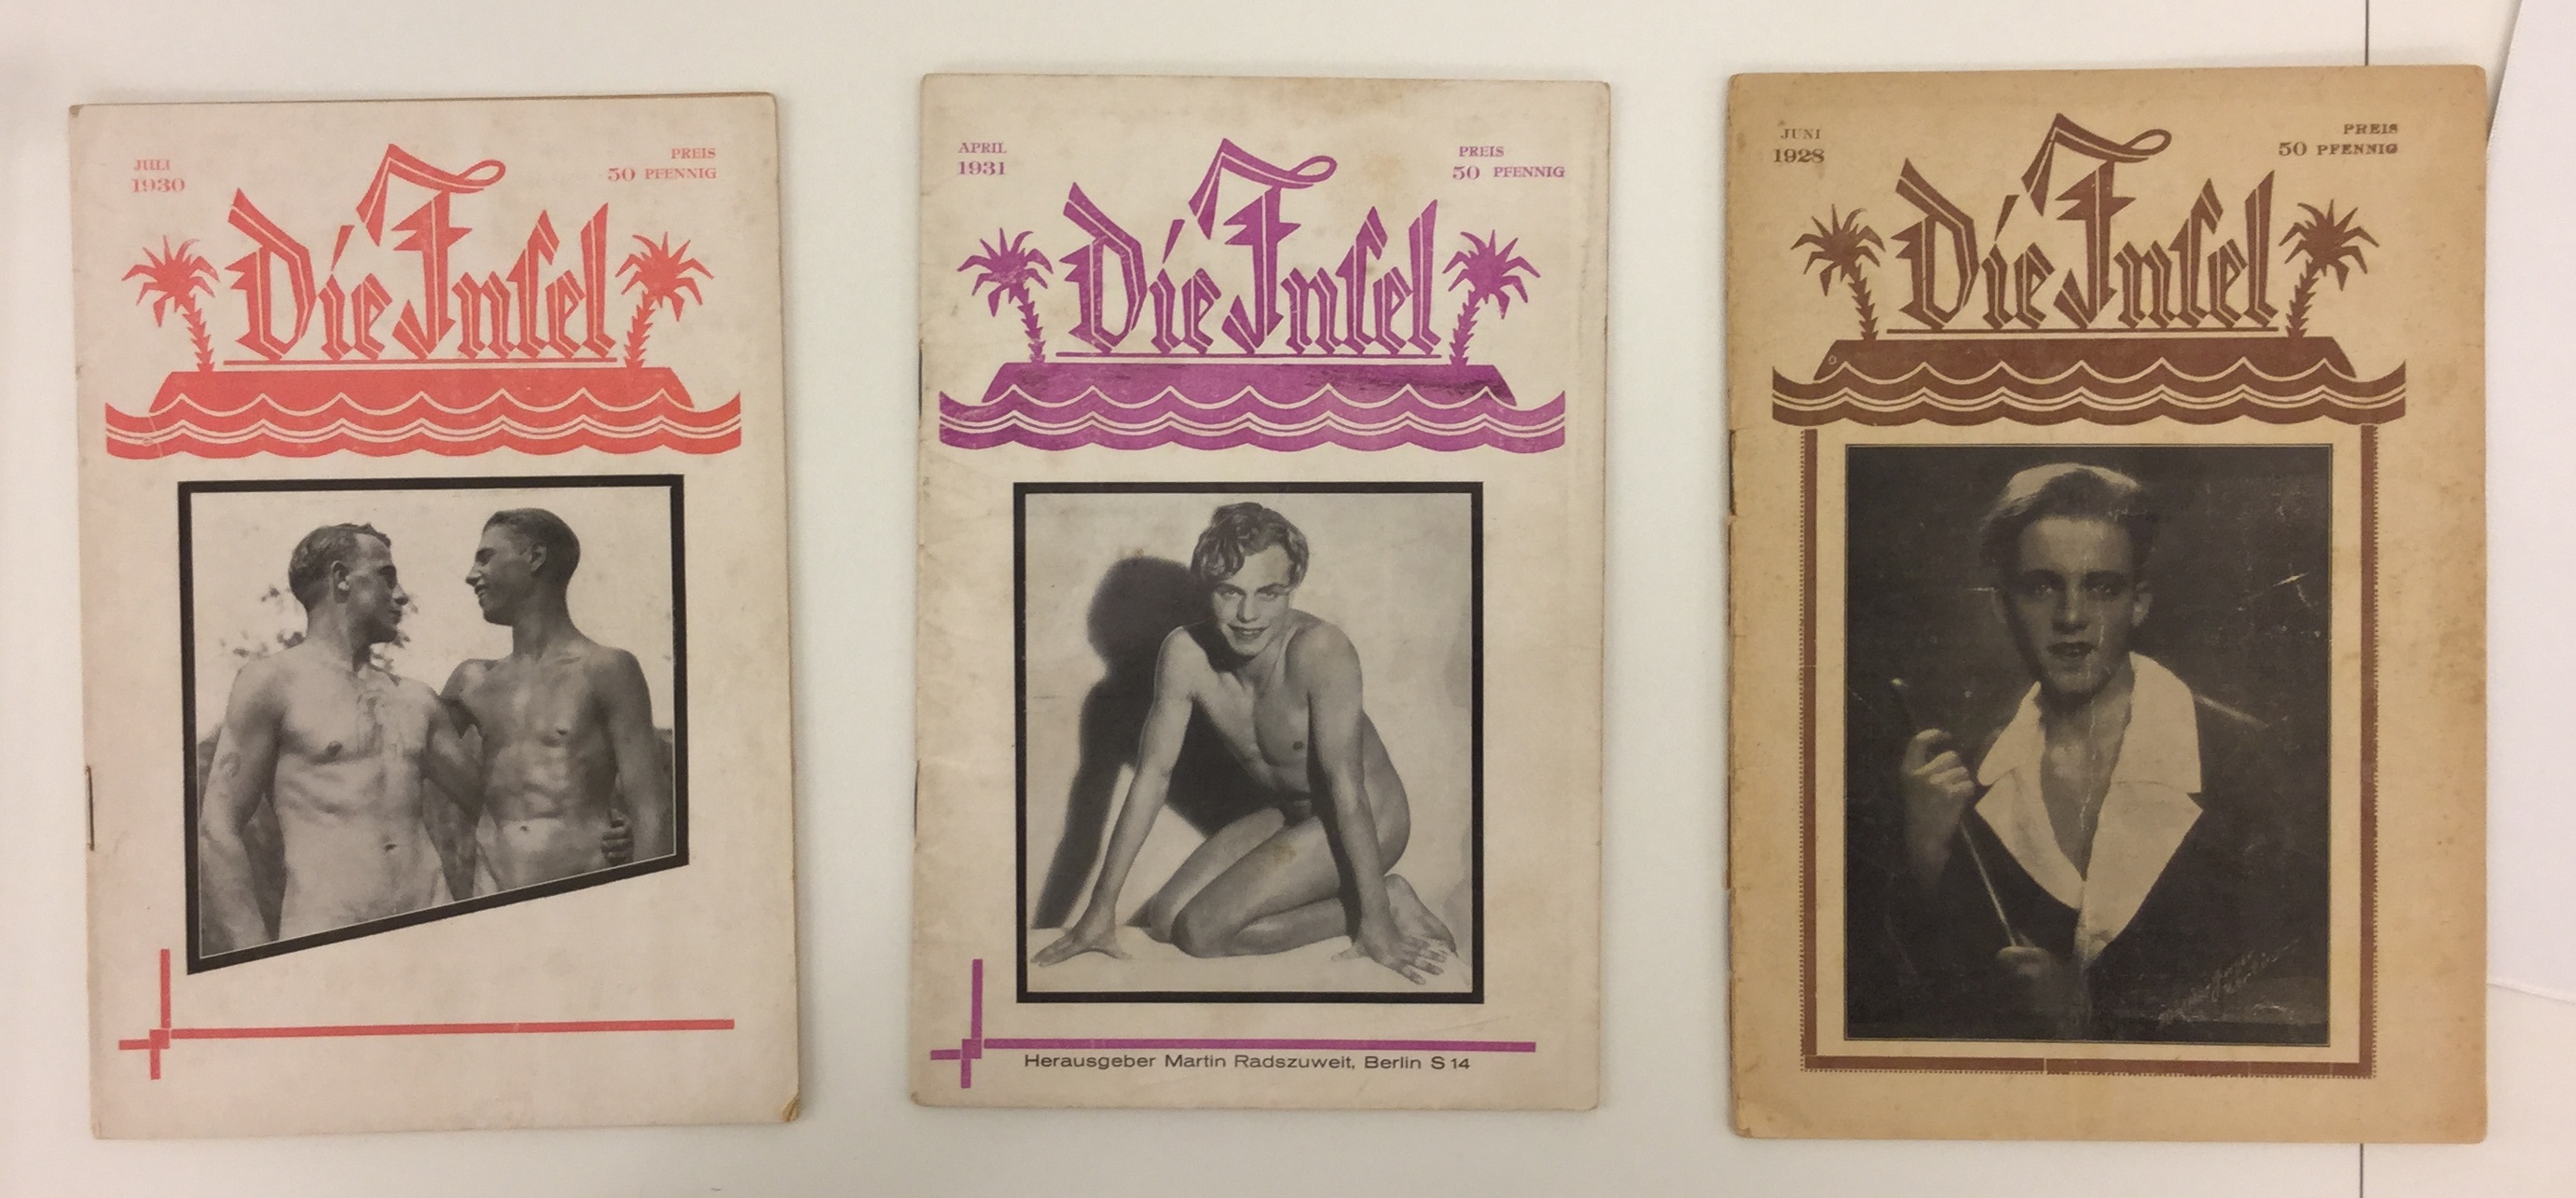 JULI
1930
PREIS
50 PFENNIG
Die Insel
APRIL
1931
PREIS
50 PFENNIG
Die Insel
Herausgeber Martin Radszuweit, Berlin S 14
JUNI
1928
PREIS
50 PFENNIG
Die Insel